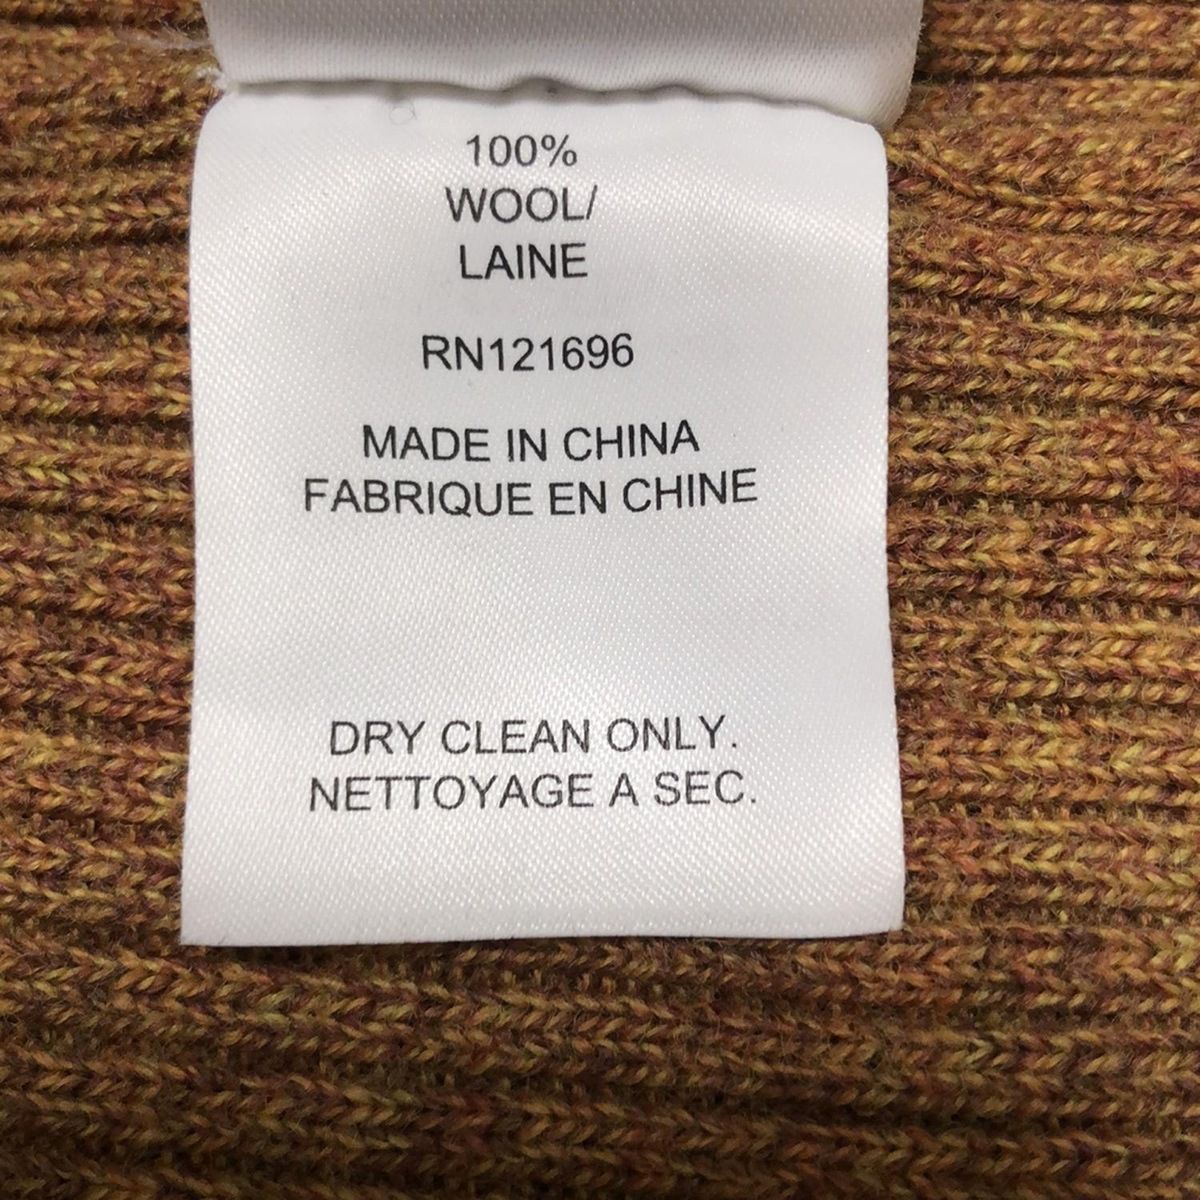 100%
WOOL/
LAINE
RN121696
MADE IN CHINA
FABRIQUE EN CHINE
DRY CLEAN ONLY.
NETTOYAGE A SEC.